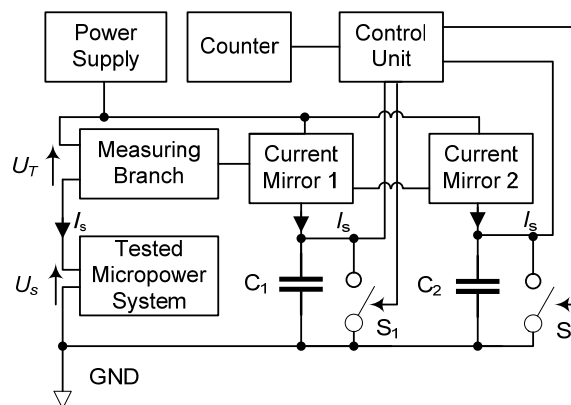 Power
Supply
Counter
Control
Unit
U_T
Measuring
Branch
Current
Mirror 1
Current
Mirror 2
I_s
I_s
I_s
U_s
Tested
Micropower
System
C_1
S_1
C_2
S
GND